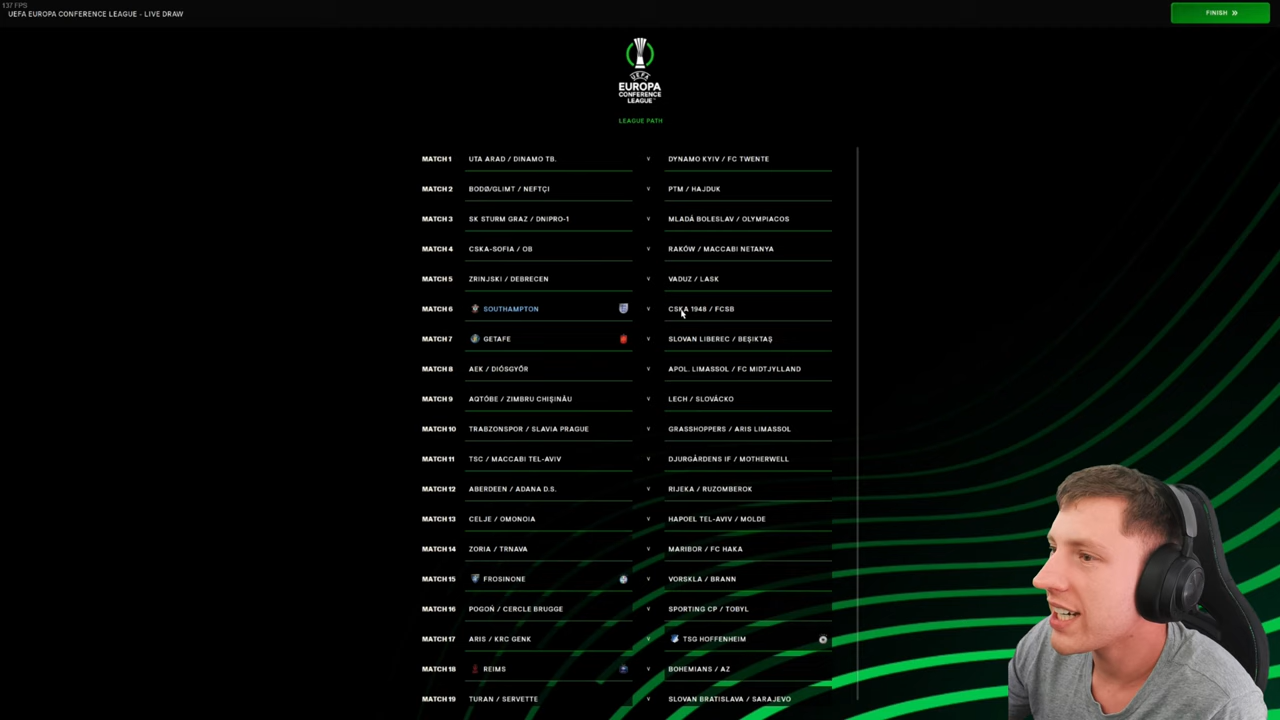 137 FPS
UEFA EUROPA CONFERENCE LEAGUE - LIVE DRAW
FINISH
UEFA
EUROPA
CONFERENCE
LEAGUE™
LEAGUE PATH
MATCH 1 UTA ARAD / DINAMO TB. V DYNAMO KYIV / FC TWENTE
MATCH 2 BODØ/GLIMT / NEFTÇI V PTM / HAJDUK
MATCH 3 SK STURM GRAZ / DNIPRO-1 V MLADÁ BOLESLAV / OLYMPIACOS
MATCH 4 CSKA-SOFIA / OB V RAKÓW / MACCABI NETANYA
MATCH 5 ZRINJSKI / DEBRECEN V VADUZ / LASK
MATCH 6 SOUTHAMPTON V CSKA 1948 / FCSB
MATCH 7 GETAFE V SLOVAN LIBEREC / BEŞIKTAŞ
MATCH 8 AEK / DIÓSGYŐR V APOL. LIMASSOL / FC MIDTJYLLAND
MATCH 9 AQTÖBE / ZIMBRU CHIŞINĂU V LECH / SLOVÁCKO
MATCH 10 TRABZONSPOR / SLAVIA PRAGUE V GRASSHOPPERS / ARIS LIMASSOL
MATCH 11 TSC / MACCABI TEL-AVIV V DJURGÅRDENS IF / MOTHERWELL
MATCH 12 ABERDEEN / ADANA D.S. V RIJEKA / RUZOMBEROK
MATCH 13 CELJE / OMONOIA V HAPOEL TEL-AVIV / MOLDE
MATCH 14 ZORIA / TRNAVA V MARIBOR / FC HAKA
MATCH 15 FROSINONE V VORSKLA / BRANN
MATCH 16 POGOŃ / CERCLE BRUGGE V SPORTING CP / TOBYL
MATCH 17 ARIS / KRC GENK V TSG HOFFENHEIM
MATCH 18 REIMS V BOHEMIANS / AZ
MATCH 19 TURAN / SERVETTE V SLOVAN BRATISLAVA / SARAJEVO